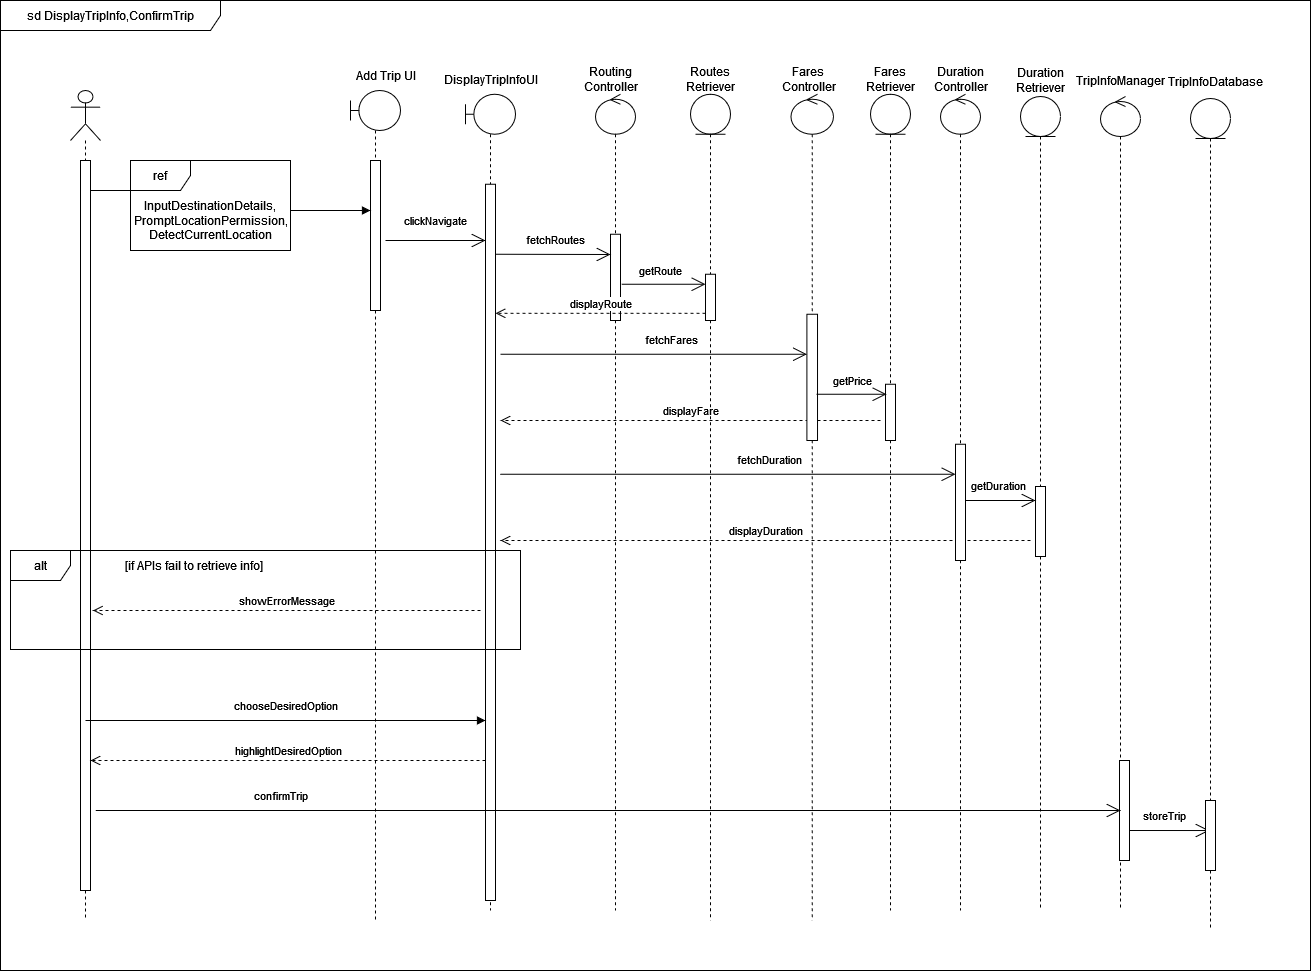 sd DisplayTripInfo,ConfirmTrip
Add Trip UI
DisplayTripInfoUI
Routing
Controller
Routes
Retriever
Fares
Controller
Fares
Retriever
Duration
Controller
Duration
Retriever
TripInfoManager
TripInfoDatabase
ref
InputDestinationDetails,
PromptLocationPermission,
DetectCurrentLocation
clickNavigate
fetchRoutes
getRoute
displayRoute
fetchFares
getPrice
displayFare
fetchDuration
getDuration
displayDuration
alt
[if APIs fail to retrieve info]
showErrorMessage
chooseDesiredOption
highlightDesiredOption
confirmTrip
storeTrip